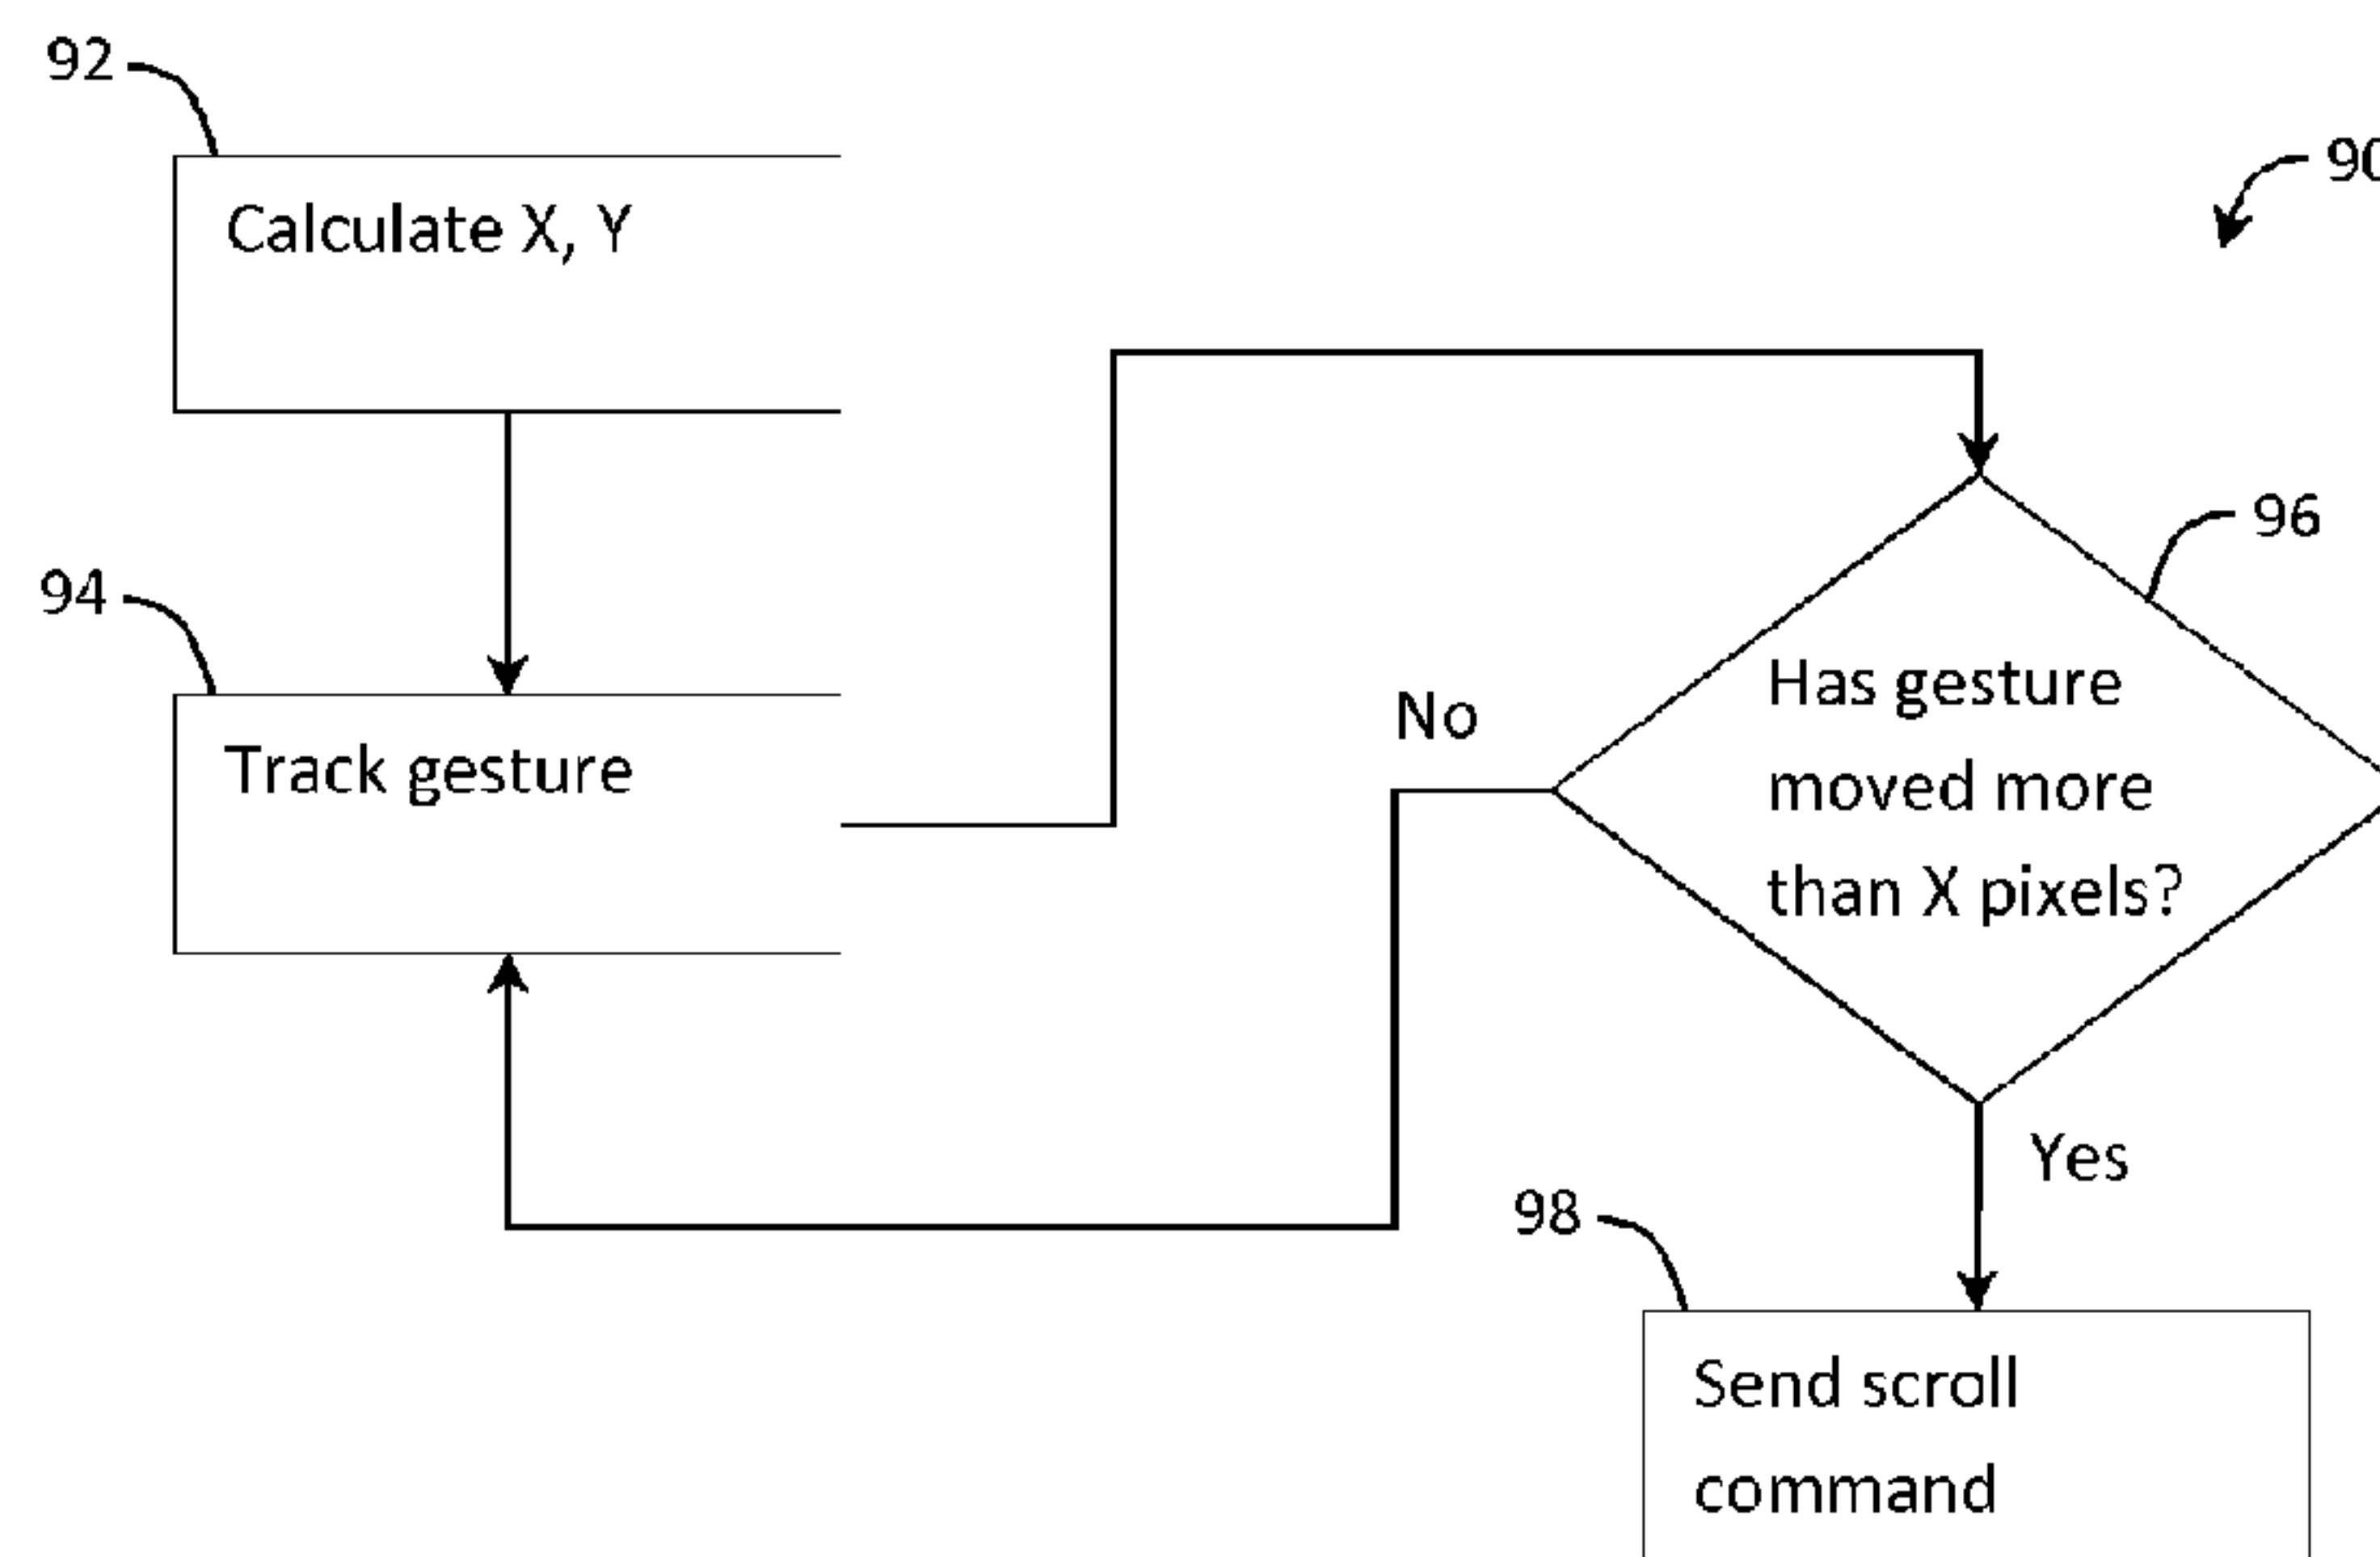 92
Calculate X, Y
90
94
Track gesture
96
Has gesture
moved more
than X pixels?
No
Yes
98
Send scroll
command